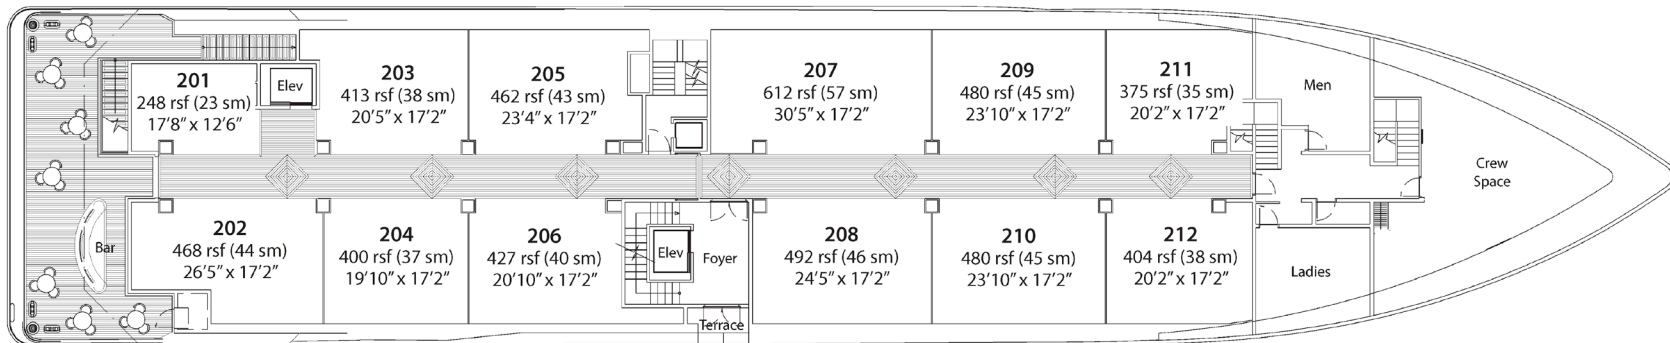 201
248 rsf (23 sm)
17’8” x 12’6”
Elev
203
413 rsf (38 sm)
20’5” x 17’2”
205
462 rsf (43 sm)
23’4” x 17’2”
207
612 rsf (57 sm)
30’5” x 17’2”
209
480 rsf (45 sm)
23’10” x 17’2”
211
375 rsf (35 sm)
20’2” x 17’2”
Men
Crew
Space
Bar
202
468 rsf (44 sm)
26’5” x 17’2”
204
400 rsf (37 sm)
19’10” x 17’2”
206
427 rsf (40 sm)
20’10” x 17’2”
Elev
Foyer
Terrace
208
492 rsf (46 sm)
24’5” x 17’2”
210
480 rsf (45 sm)
23’10” x 17’2”
212
404 rsf (38 sm)
20’2” x 17’2”
Ladies